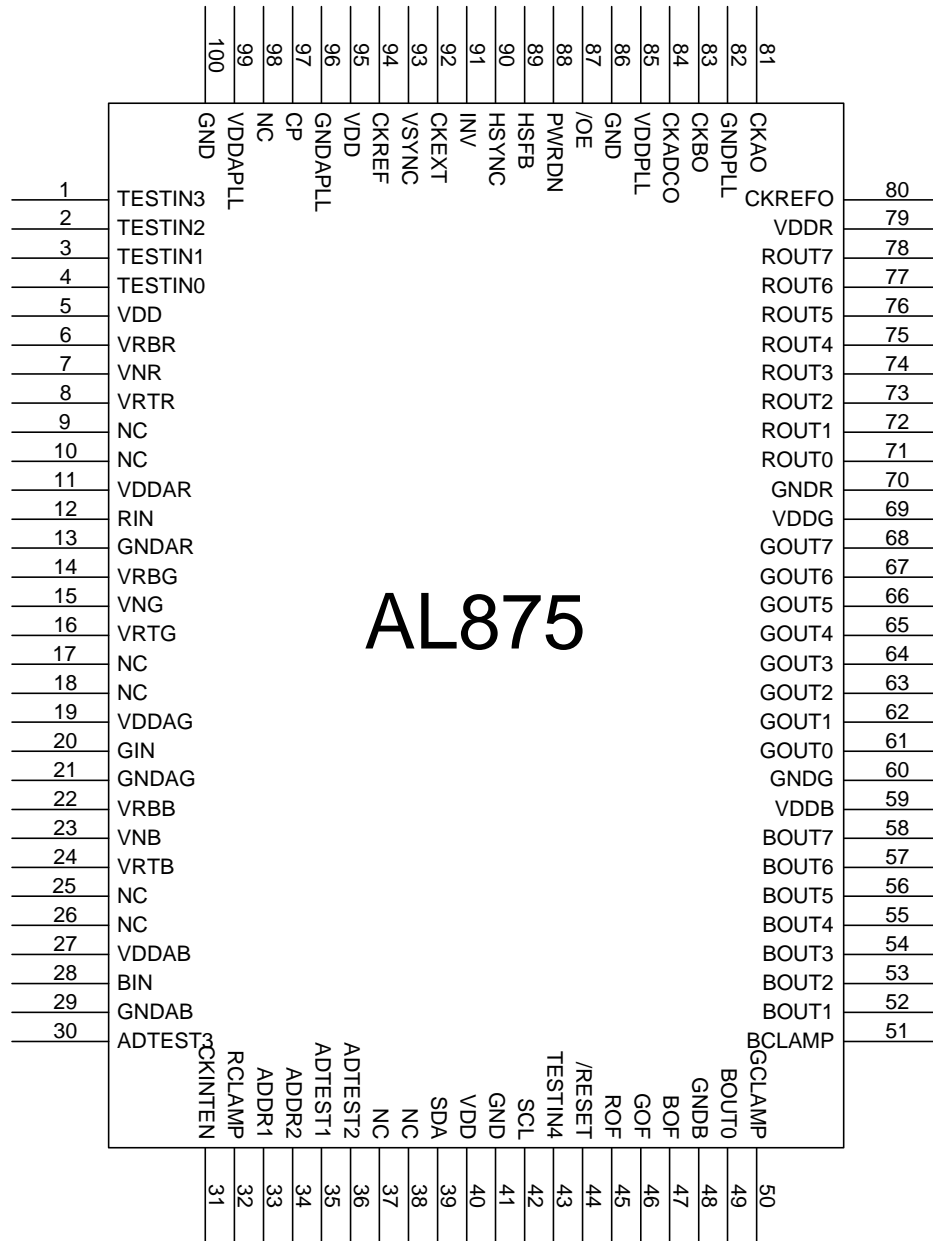 100 99 98 97 96 95 94 93 92 91 90 89 88 87 86 85 84 83 82 81
GND VDDAPLL NC CP GNDAPLL VDD CKREF VSYNC CKEXT INV HSYNC HSFB PWRDN /OE GND VDDPLL CKADCO CKBO GNDPLL CKAO
1 TESTIN3 CKREFO 80
2 TESTIN2 VDDR 79
3 TESTIN1 ROUT7 78
4 TESTIN0 ROUT6 77
5 VDD ROUT5 76
6 VRBR ROUT4 75
7 VNR ROUT3 74
8 VRTR ROUT2 73
9 NC ROUT1 72
10 NC ROUT0 71
11 VDDAR GNDR 70
12 RIN VDDG 69
13 GNDAR GOUT7 68
14 VRBG GOUT6 67
15 VNG GOUT5 66
16 VRTG GOUT4 65
17 NC GOUT3 64
18 NC GOUT2 63
19 VDDAG GOUT1 62
20 GIN GOUT0 61
21 GNDAG GNDG 60
22 VRBB VDDB 59
23 VNB BOUT7 58
24 VRTB BOUT6 57
25 NC BOUT5 56
26 NC BOUT4 55
27 VDDAB BOUT3 54
28 BIN BOUT2 53
29 GNDAB BOUT1 52
30 ADTEST3 BCLAMP 51
AL875
CKINTEN RCLAMP ADDR1 ADDR2 ADTEST1 ADTEST2 NC NC SDA VDD GND SCL TESTIN4 /RESET ROF GOF BOF GNDB BOUT0 GCLAMP
31 32 33 34 35 36 37 38 39 40 41 42 43 44 45 46 47 48 49 50